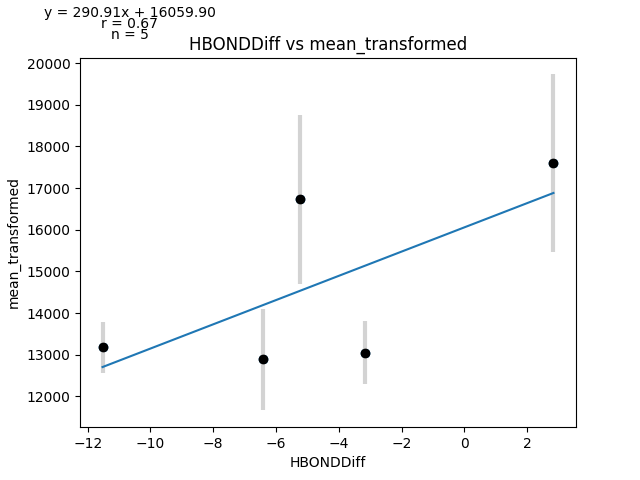 y = 290.91x + 16059.90
r = 0.67
n = 5
HBONDDiff vs mean_transformed
20000
19000
18000
17000
16000
15000
14000
13000
12000
mean_transformed
−12 −10 −8 −6 −4 −2 0 2
HBONDDiff